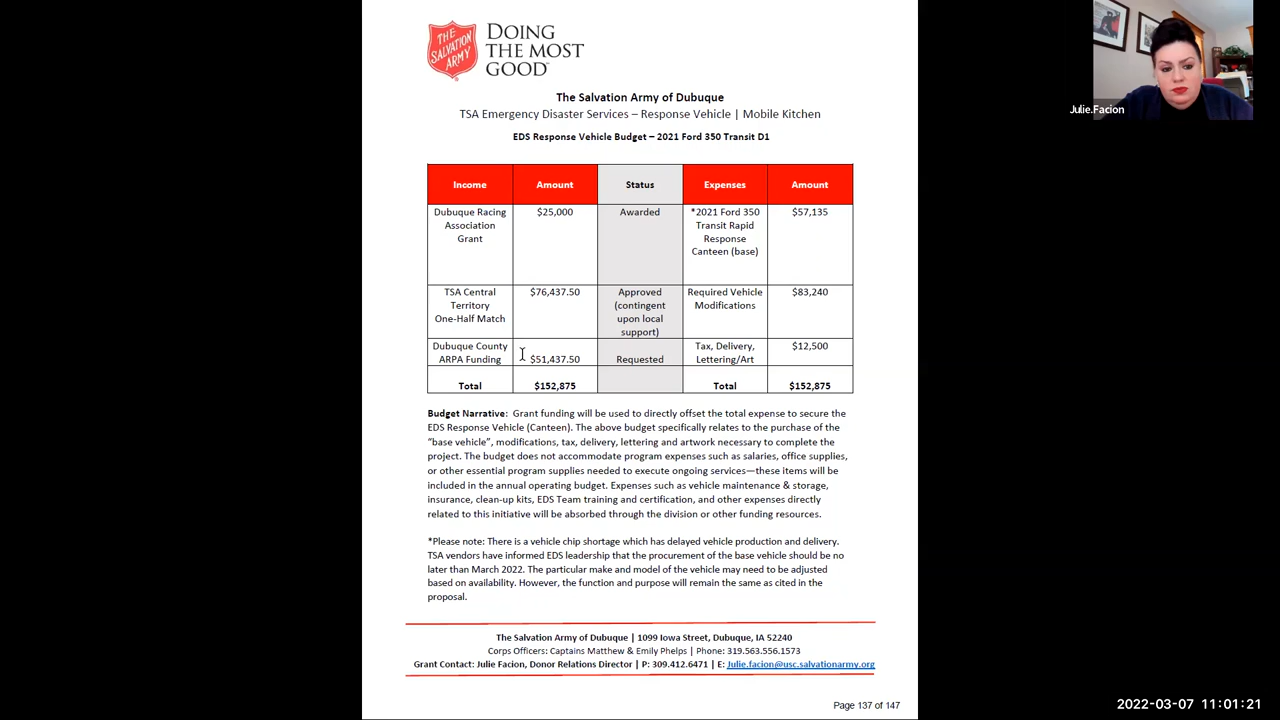 THE
SALVATION
ARMY
DOING
THE MOST
GOOD™
Julie.Facion
The Salvation Army of Dubuque
TSA Emergency Disaster Services – Response Vehicle | Mobile Kitchen
EDS Response Vehicle Budget – 2021 Ford 350 Transit D1
Income Amount Status Expenses Amount
Dubuque Racing $25,000 Awarded *2021 Ford 350 $57,135
Association Transit Rapid
Grant Response
Canteen (base)
TSA Central $76,437.50 Approved Required Vehicle $83,240
Territory (contingent Modifications
One-Half Match upon local
support)
Dubuque County Tax, Delivery, $12,500
ARPA Funding $51,437.50 Requested Lettering/Art
Total $152,875 Total $152,875
Budget Narrative: Grant funding will be used to directly offset the total expense to secure the
EDS Response Vehicle (Canteen). The above budget specifically relates to the purchase of the
“base vehicle”, modifications, tax, delivery, lettering and artwork necessary to complete the
project. The budget does not accommodate program expenses such as salaries, office supplies,
or other essential program supplies needed to execute ongoing services—these items will be
included in the annual operating budget. Expenses such as vehicle maintenance & storage,
insurance, clean-up kits, EDS Team training and certification, and other expenses directly
related to this initiative will be absorbed through the division or other funding resources.
*Please note: There is a vehicle chip shortage which has delayed vehicle production and delivery.
TSA vendors have informed EDS leadership that the procurement of the base vehicle should be no
later than March 2022. The particular make and model of the vehicle may need to be adjusted
based on availability. However, the function and purpose will remain the same as cited in the
proposal.
The Salvation Army of Dubuque | 1099 Iowa Street, Dubuque, IA 52240
Corps Officers: Captains Matthew & Emily Phelps | Phone: 319.563.556.1573
Grant Contact: Julie Facion, Donor Relations Director | P: 309.412.6471 | E: Julie.facion@usc.salvationarmy.org
Page 137 of 147
2022-03-07 11:01:21